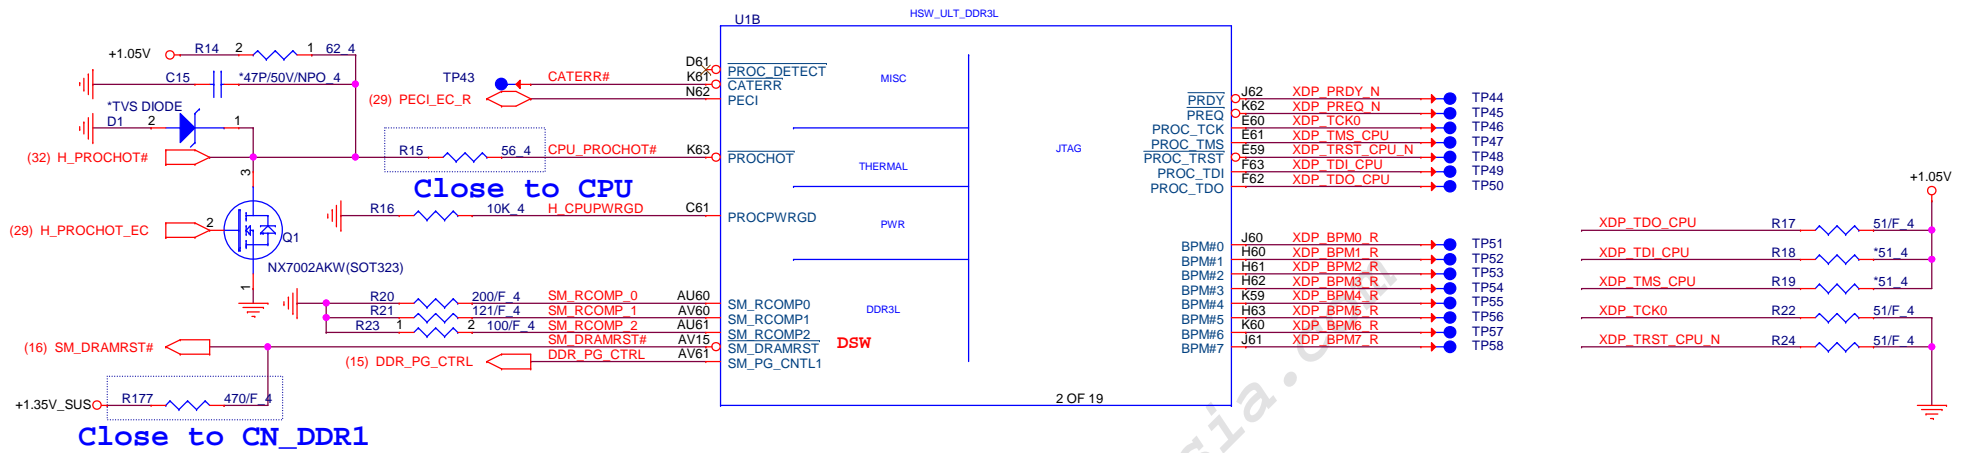 U1B
HSW_ULT_DDR3L
+1.05V
R14
2
1
62_4
C15
*47P/50V/NPO_4
*TVS DIODE
D1
2
1
(32) H_PROCHOT#
3
(29) H_PROCHOT_EC
2
Q1
NX7002AKW(SOT323)
1
TP43
CATERR#
(29) PECI_EC_R
R15
56_4
CPU_PROCHOT#
Close to CPU
R16
10K_4
H_CPUPWRGD
R20
200/F_4
SM_RCOMP_0
R21
121/F_4
SM_RCOMP_1
R23
1
2
100/F_4
SM_RCOMP_2
(16) SM_DRAMRST#
SM_DRAMRST#
(15) DDR_PG_CTRL
DDR_PG_CTRL
+1.35V_SUS
R177
470/F_4
Close to CN_DDR1
D61
PROC_DETECT
K61
CATERR
N62
PECI
K63
PROCHOT
C61
PROCPWRGD
AU60
SM_RCOMP0
AV60
SM_RCOMP1
AU61
SM_RCOMP2
AV15
SM_DRAMRST
AV61
SM_PG_CNTL1
DSW
MISC
THERMAL
PWR
DDR3L
JTAG
2 OF 19
PRDY
J62
XDP_PRDY_N
TP44
PREQ
K62
XDP_PREQ_N
TP45
PROC_TCK
E60
XDP_TCK0
TP46
PROC_TMS
E61
XDP_TMS_CPU
TP47
PROC_TRST
E59
XDP_TRST_CPU_N
TP48
PROC_TDI
F63
XDP_TDI_CPU
TP49
PROC_TDO
F62
XDP_TDO_CPU
TP50
BPM#0
J60
XDP_BPM0_R
TP51
BPM#1
H60
XDP_BPM1_R
TP52
BPM#2
H61
XDP_BPM2_R
TP53
BPM#3
H62
XDP_BPM3_R
TP54
BPM#4
K59
XDP_BPM4_R
TP55
BPM#5
H63
XDP_BPM5_R
TP56
BPM#6
K60
XDP_BPM6_R
TP57
BPM#7
J61
XDP_BPM7_R
TP58
+1.05V
XDP_TDO_CPU
R17
51/F_4
XDP_TDI_CPU
R18
*51_4
XDP_TMS_CPU
R19
*51_4
XDP_TCK0
R22
51/F_4
XDP_TRST_CPU_N
R24
51/F_4